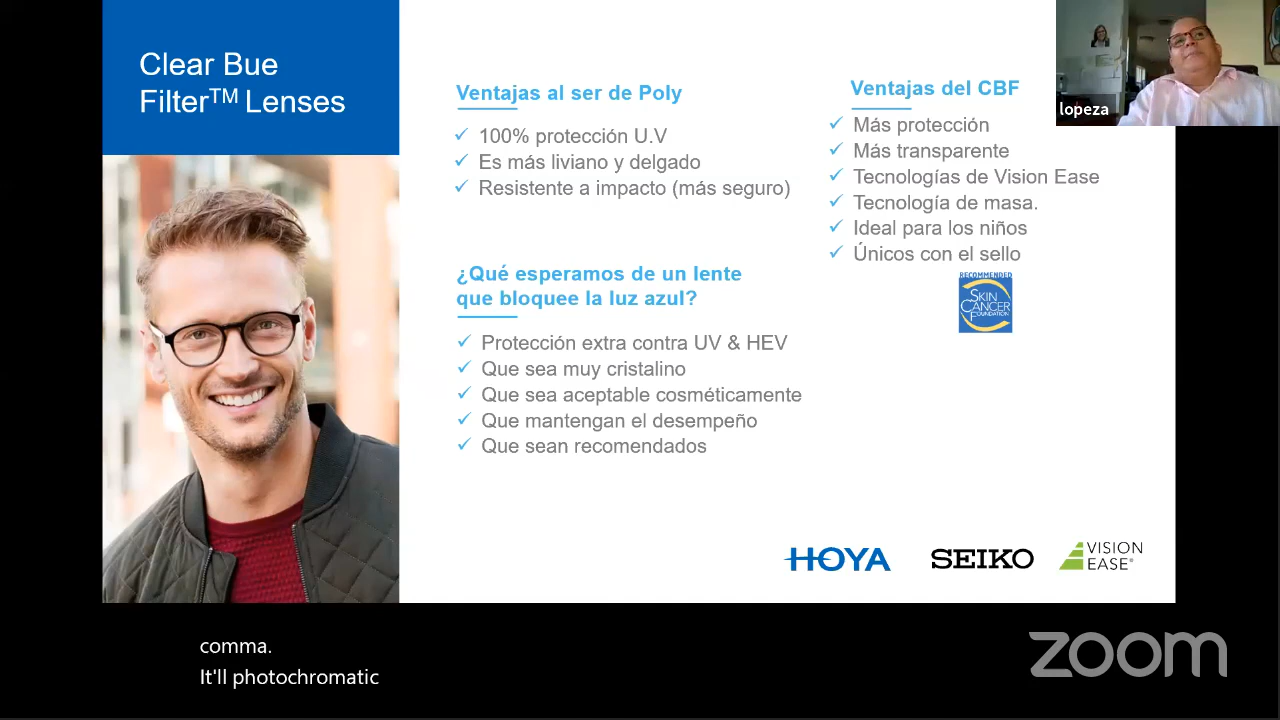 Clear Bue
Filter™ Lenses
Ventajas al ser de Poly
✓ 100% protección U.V
✓ Es más liviano y delgado
✓ Resistente a impacto (más seguro)
¿Qué esperamos de un lente
que bloquee la luz azul?
✓ Protección extra contra UV & HEV
✓ Que sea muy cristalino
✓ Que sea aceptable cosméticamente
✓ Que mantengan el desempeño
✓ Que sean recomendados
Ventajas del CBF
✓ Más protección
✓ Más transparente
✓ Tecnologías de Vision Ease
✓ Tecnología de masa.
✓ Ideal para los niños
✓ Únicos con el sello
RECOMMENDED
SKIN
CANCER
FOUNDATION
lopeza
HOYA
SEIKO
VISION
EASE®
comma.
It'll photochromatic
zoom